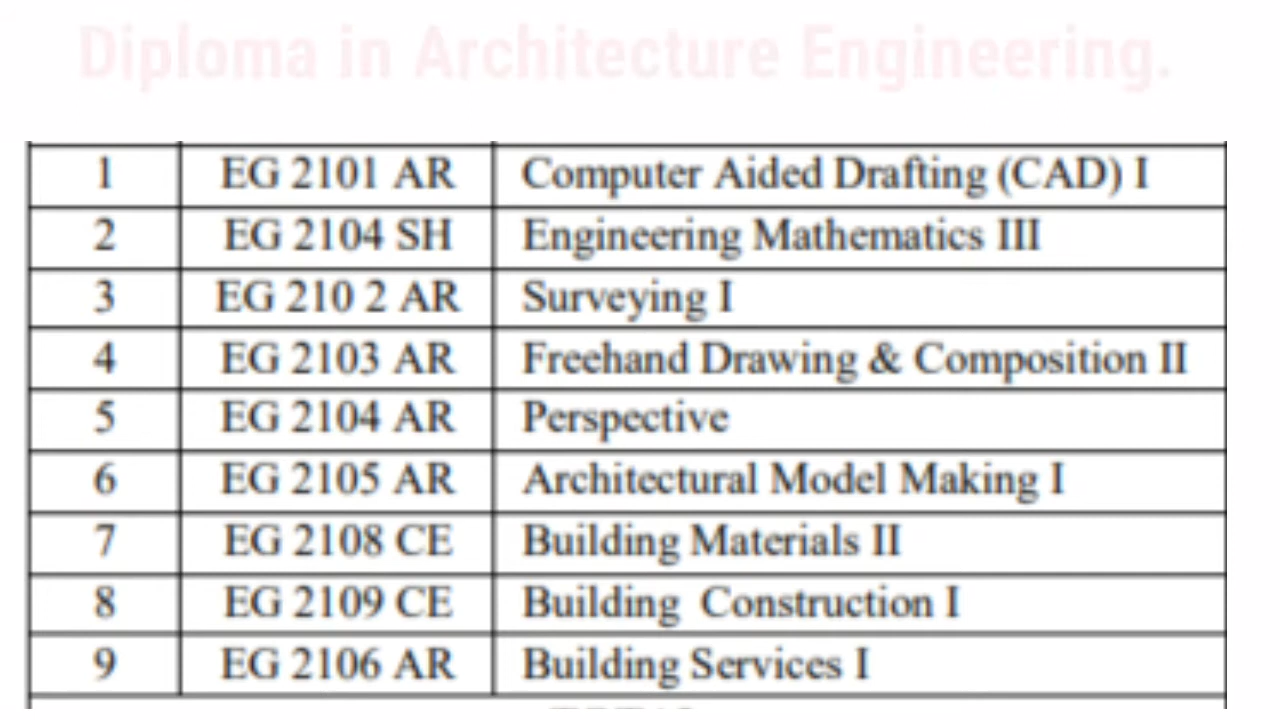 Diploma in Architecture Engineering.
1 EG 2101 AR Computer Aided Drafting (CAD) I
2 EG 2104 SH Engineering Mathematics III
3 EG 210 2 AR Surveying I
4 EG 2103 AR Freehand Drawing & Composition II
5 EG 2104 AR Perspective
6 EG 2105 AR Architectural Model Making I
7 EG 2108 CE Building Materials II
8 EG 2109 CE Building Construction I
9 EG 2106 AR Building Services I